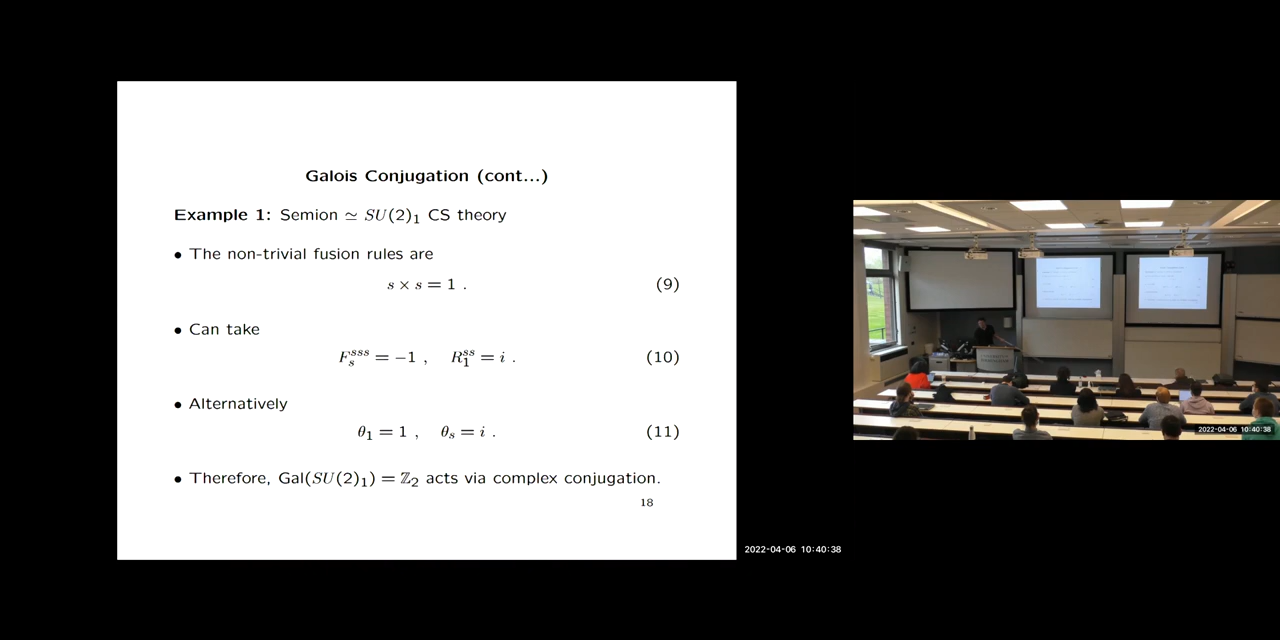 Galois Conjugation (cont...)
Example 1: Semion ≃ SU(2)₁ CS theory
• The non-trivial fusion rules are
s × s = 1 . (9)
• Can take
F_s^{sss} = −1 , R_1^{ss} = i . (10)
• Alternatively
θ₁ = 1 , θ_s = i . (11)
• Therefore, Gal(SU(2)₁) = ℤ₂ acts via complex conjugation.
18
2022-04-06 10:40:38
2022-04-06 10:40:38